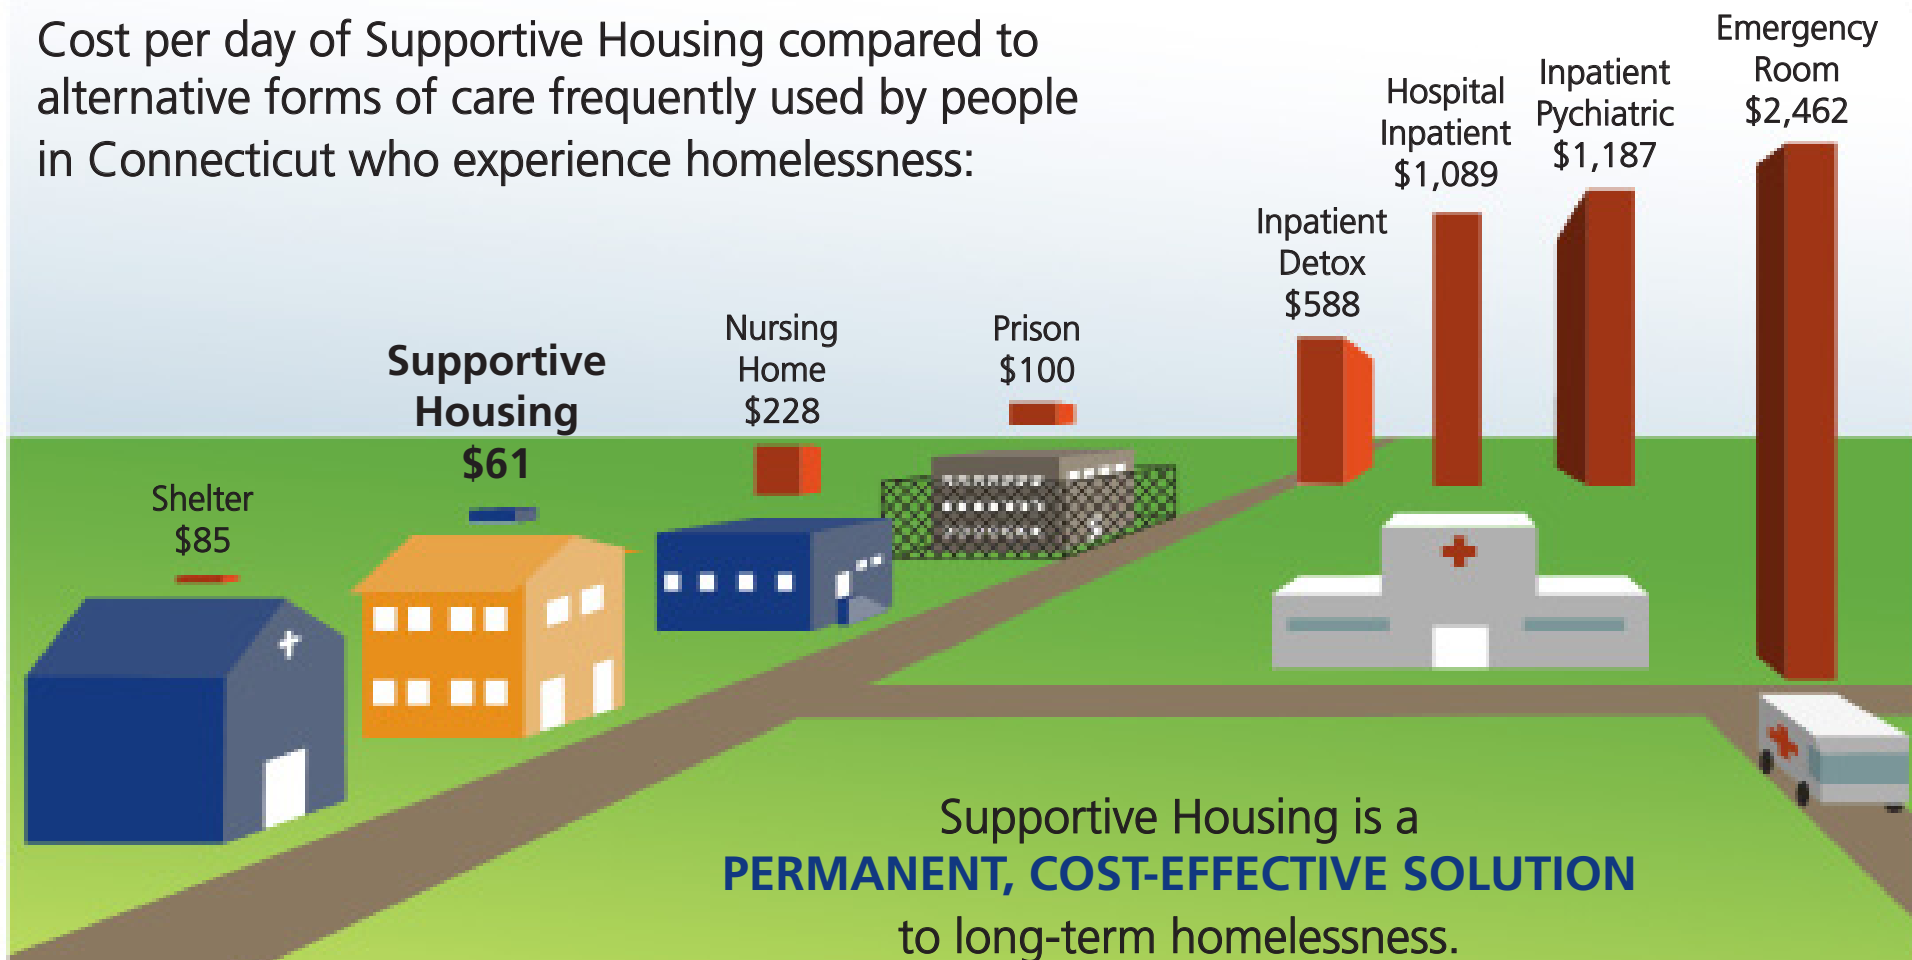 Cost per day of Supportive Housing compared to
alternative forms of care frequently used by people
in Connecticut who experience homelessness:
Shelter
$85
Supportive
Housing
$61
Nursing
Home
$228
Prison
$100
Inpatient
Detox
$588
Hospital
Inpatient
$1,089
Inpatient
Pychiatric
$1,187
Emergency
Room
$2,462
Supportive Housing is a
PERMANENT, COST-EFFECTIVE SOLUTION
to long-term homelessness.